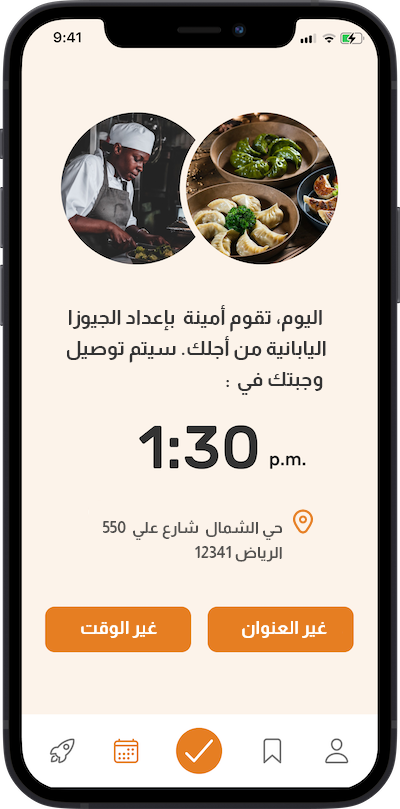 9:41
اليوم، تقوم أمينة بإعداد الجيوزا
اليابانية من أجلك. سيتم توصيل
وجبتك في :
1:30 p.m.
حي الشمال شارع علي 550
الرياض 12341
غير العنوان
غير الوقت